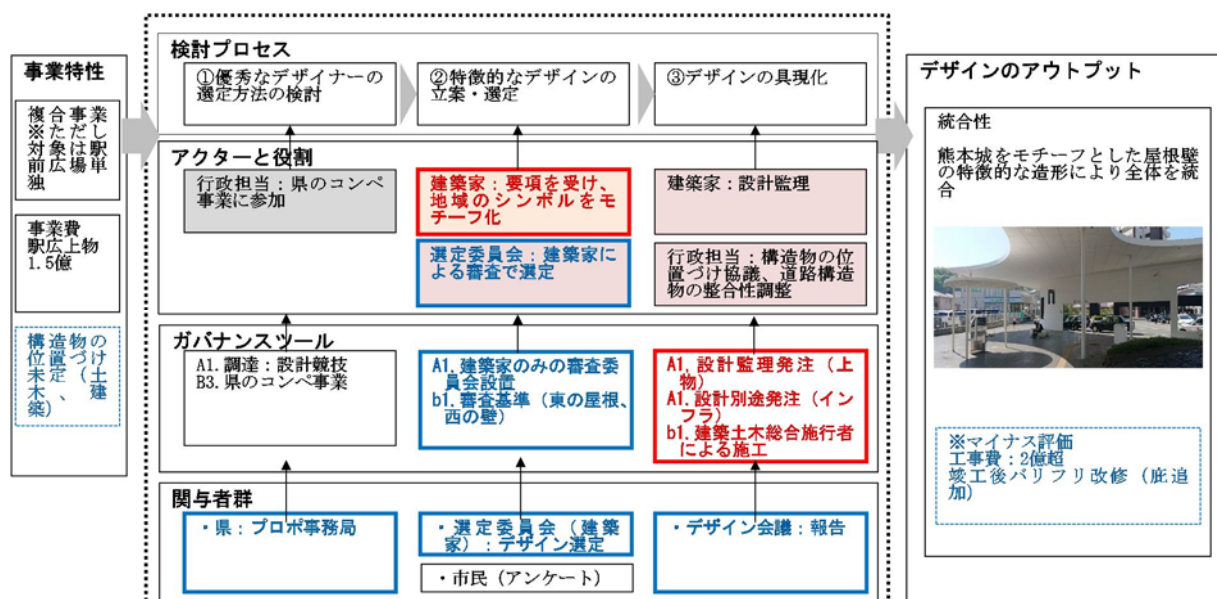 事業特性
複合事業
※ただし
対象は駅
前広場単
独
事業費
駅広上物
1.5億
構造物の
位置づけ
未定（土
木、建
築）
検討プロセス
①優秀なデザイナーの
選定方法の検討
②特徴的なデザインの
立案・選定
③デザインの具現化
アクターと役割
行政担当：県のコンペ
事業に参加
建築家：要項を受け、
地域のシンボルをモ
チーフ化
選定委員会：建築家に
よる審査で選定
建築家：設計監理
行政担当：構造物の位
置づけ協議、道路構造
物の整合性調整
ガバナンスツール
A1.調達：設計競技
B3.県のコンペ事業
A1.建築家のみの審査委
員会設置
b1.審査基準（東の屋根、
西の壁）
A1.設計監理発注（上
物）
A1.設計別途発注（イン
フラ）
b1.建築土木総合施行者
による施工
関与者群
・県：プロポ事務局
・選定委員会（建築
家）：デザイン選定
・市民（アンケート）
・デザイン会議：報告
デザインのアウトプット
統合性
熊本城をモチーフとした屋根壁
の特徴的な造形により全体を統
合
※マイナス評価
工事費：2億超
竣工後バリフリ改修（庇追
加）